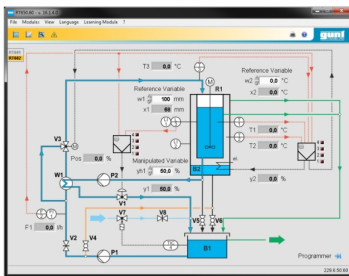 File Modules View Language Learning Module ?
gunt
T3 0,0 °C
Reference Variable
w1 100 mm
x1 66 mm
R1
Reference Variable
w2 0,0 °C
x2 0,0 °C
V3
Pos 0,0 %
Manipulated Variable
yh1 50,0 %
y1 50,0 %
T1 0,0 °C
T2 0,0 °C
y2 0,0 %
W1
P2
B2
el.
V1
V7
V8
V5
V6
F1 0,0 l/h
V2
V4
P1
B1
Programmer